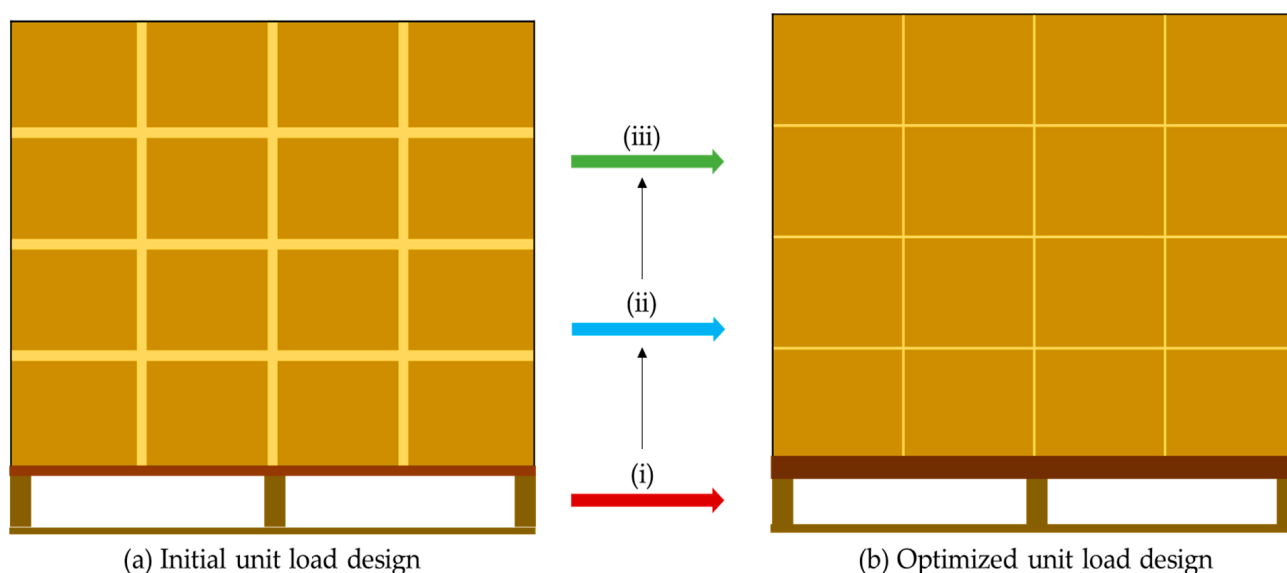 (iii)
(ii)
(i)
(a) Initial unit load design
(b) Optimized unit load design